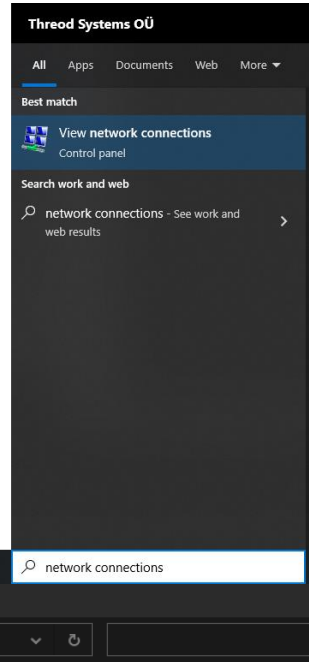 Threod Systems OÜ
All Apps Documents Web More
Best match
View network connections
Control panel
Search work and web
network connections - See work and
web results
network connections